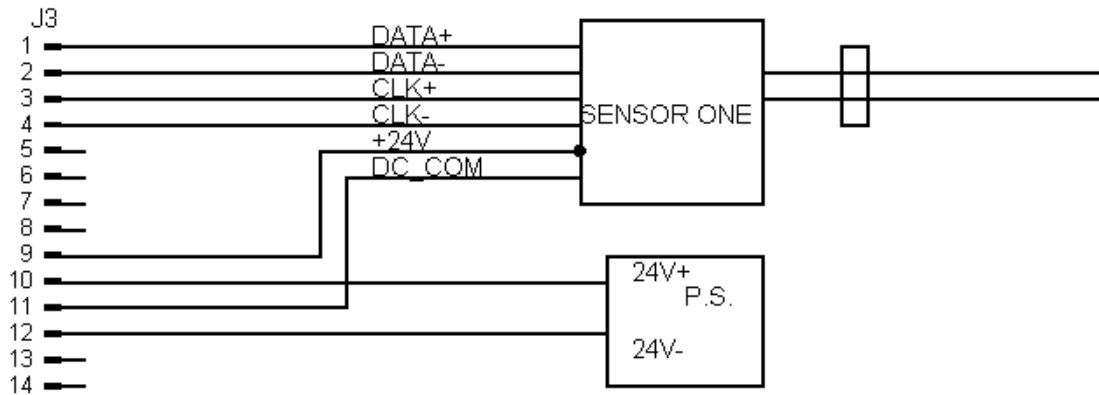 J3
1 DATA+
2 DATA-
3 CLK+
4 CLK-
SENSOR ONE
5 +24V
6 DC_COM
7
8
9
10 24V+
P.S.
11
12 24V-
13
14